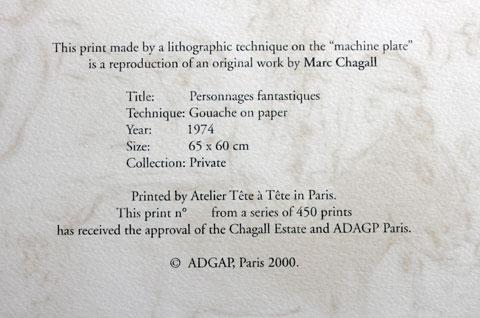 This print made by a lithographic technique on the “machine plate”
is a reproduction of an original work by Marc Chagall
Title: Personnages fantastiques
Technique: Gouache on paper
Year: 1974
Size: 65 x 60 cm
Collection: Private
Printed by Atelier Tête à Tête in Paris.
This print n° from a series of 450 prints
has received the approval of the Chagall Estate and ADAGP Paris.
© ADGAP, Paris 2000.